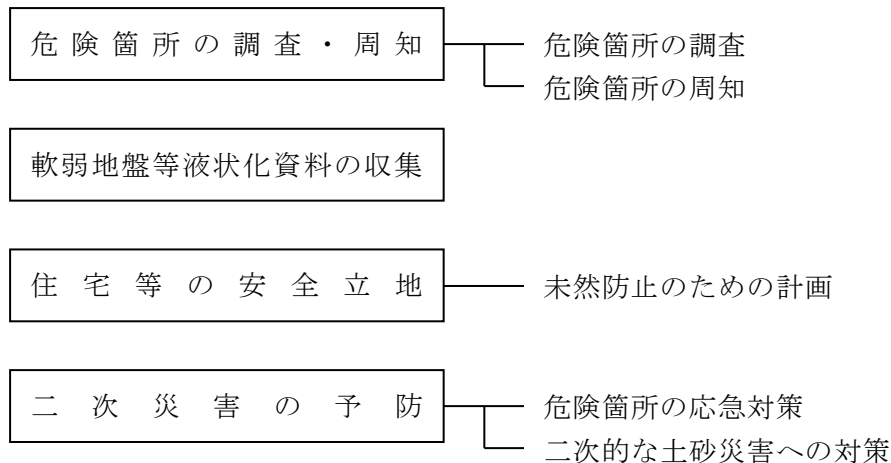 危険箇所の調査・周知
危険箇所の調査
危険箇所の周知
軟弱地盤等液状化資料の収集
住宅等の安全立地
未然防止のための計画
二次災害の予防
危険箇所の応急対策
二次的な土砂災害への対策